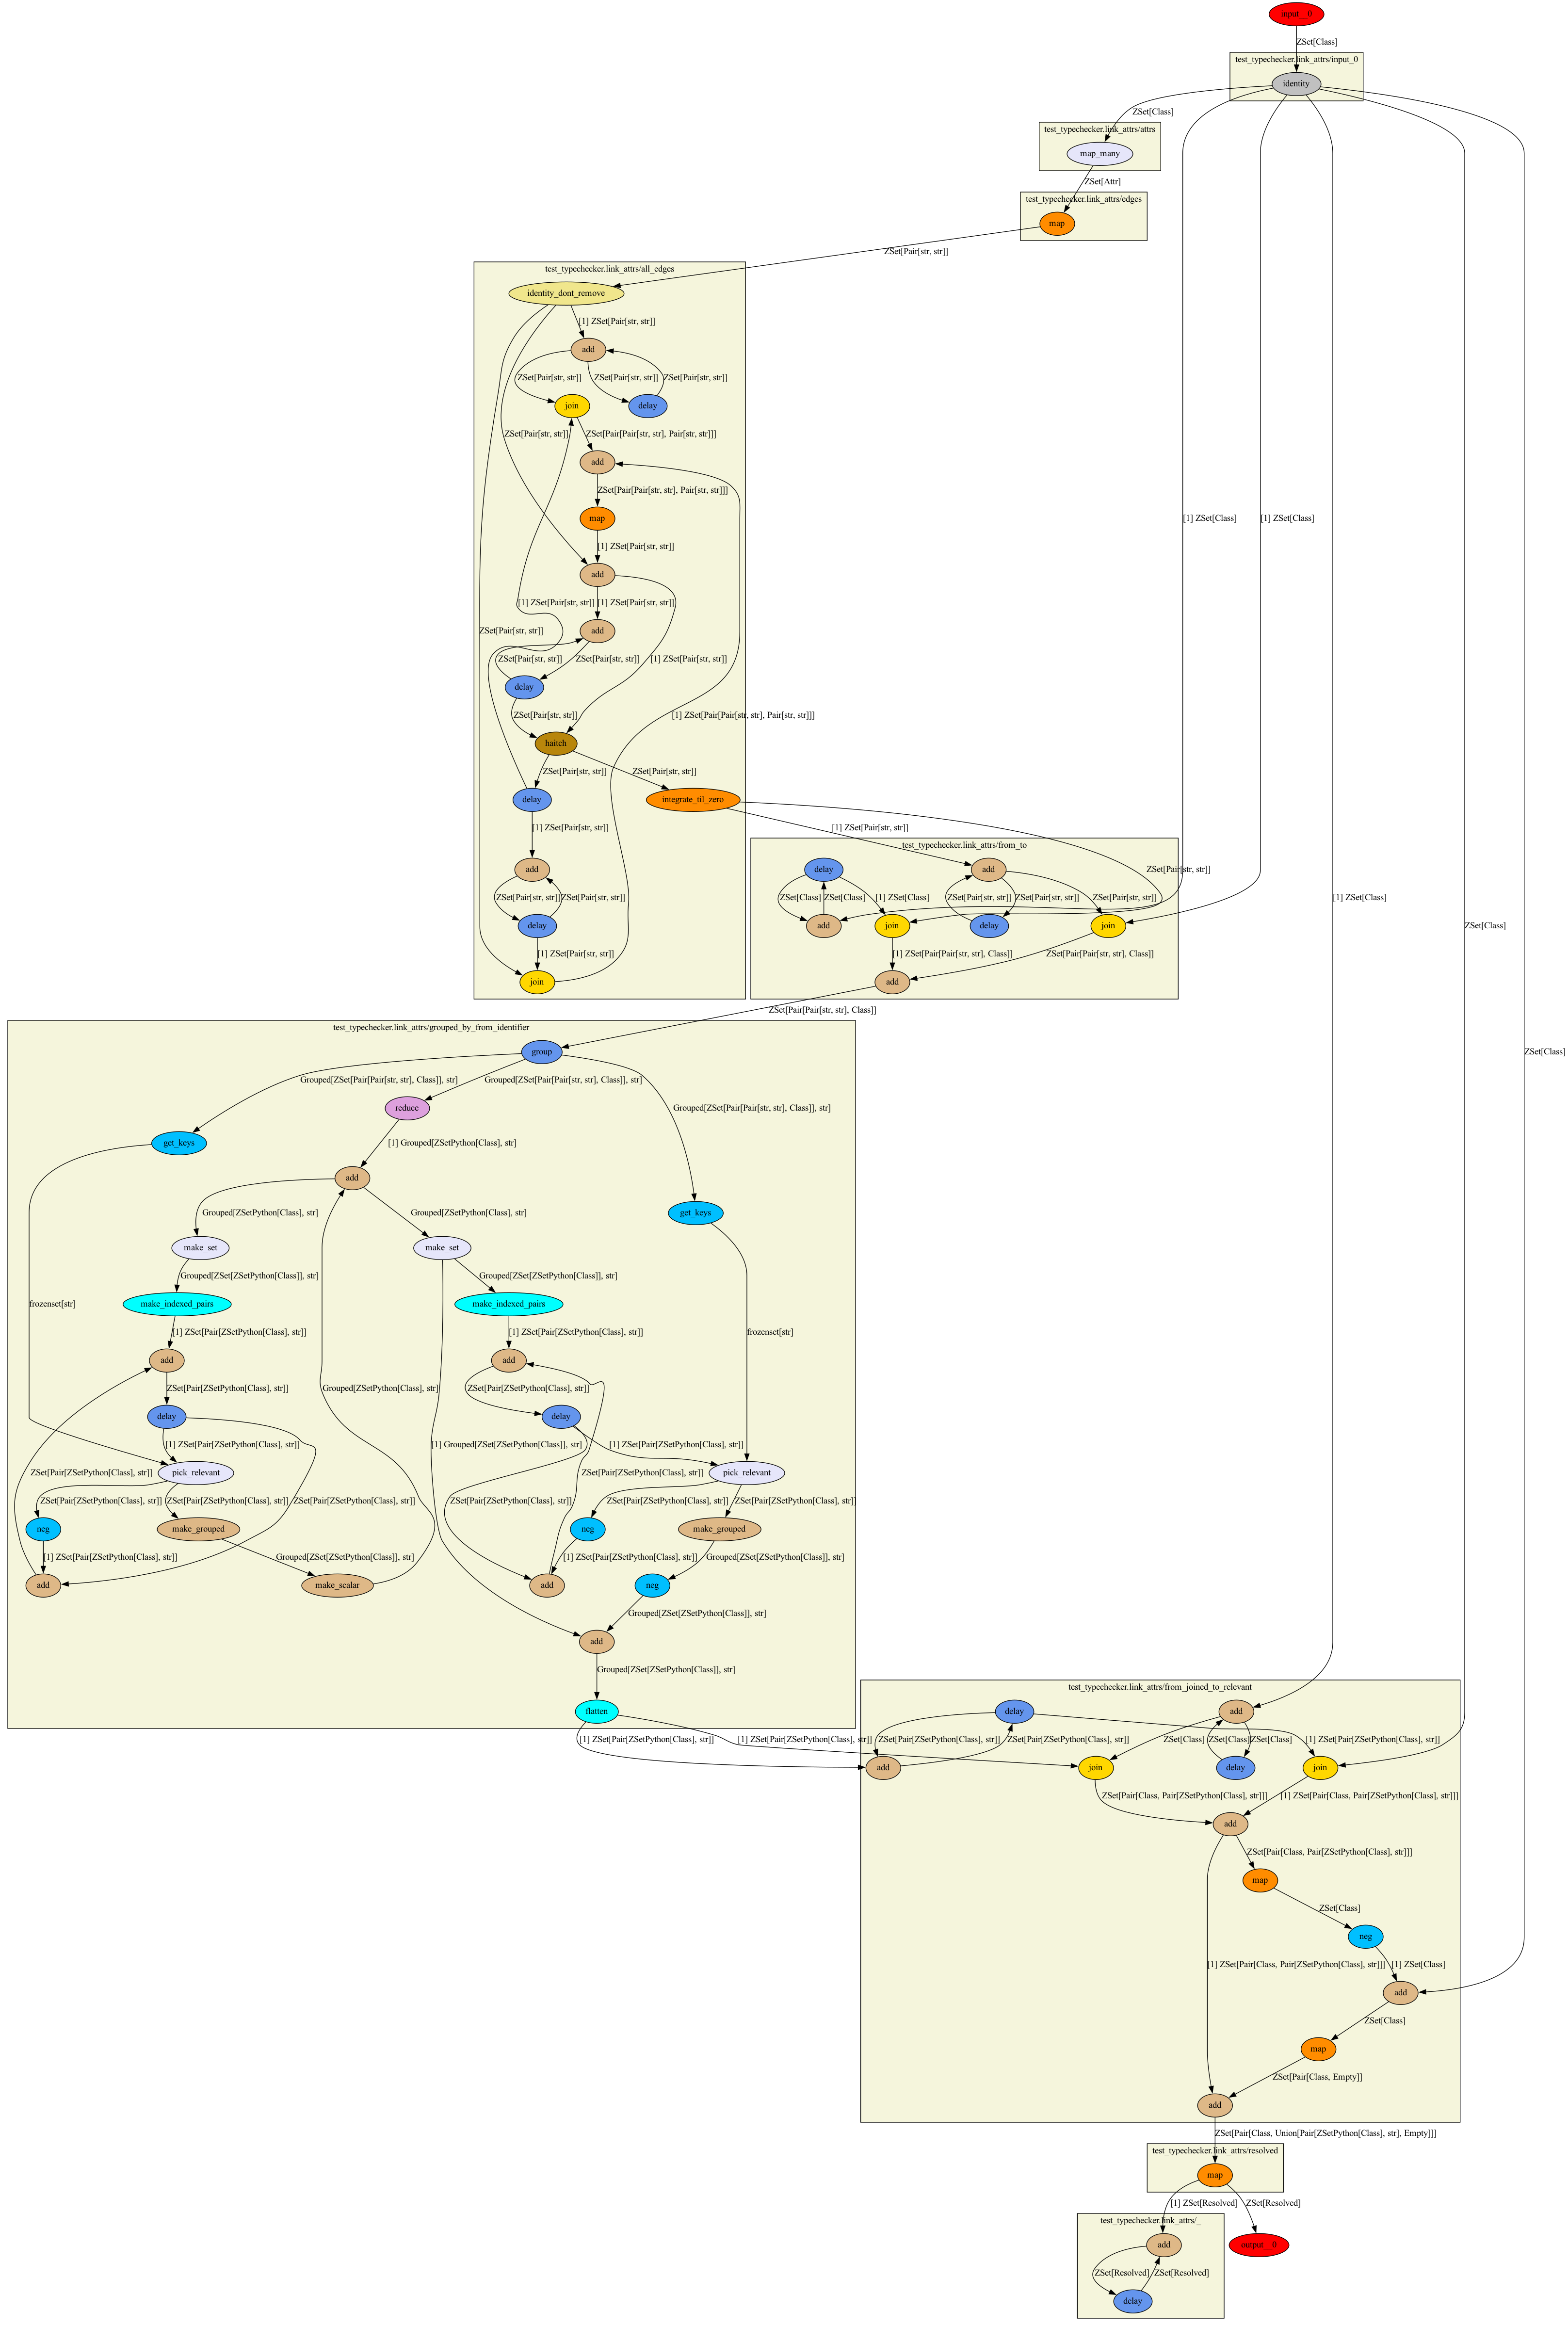 input__0
ZSet[Class]
test_typechecker.link_attrs/input_0
identity
ZSet[Class]
test_typechecker.link_attrs/attrs
map_many
ZSet[Attr]
test_typechecker.link_attrs/edges
map
ZSet[Pair[str, str]]
test_typechecker.link_attrs/all_edges
identity_dont_remove
[1] ZSet[Pair[str, str]]
add
ZSet[Pair[str, str]]
ZSet[Pair[str, str]]
ZSet[Pair[str, str]]
join
delay
ZSet[Pair[str, str]]
ZSet[Pair[Pair[str, str], Pair[str, str]]]
add
ZSet[Pair[Pair[str, str], Pair[str, str]]]
map
[1] ZSet[Class]
[1] ZSet[Class]
[1] ZSet[Pair[str, str]]
add
[1] ZSet[Pair[str, str]]
[1] ZSet[Pair[str, str]]
ZSet[Pair[str, str]]
add
ZSet[Pair[str, str]]
ZSet[Pair[str, str]]
[1] ZSet[Pair[str, str]]
delay
ZSet[Pair[str, str]]
[1] ZSet[Pair[Pair[str, str], Pair[str, str]]]
haitch
ZSet[Class]
ZSet[Pair[str, str]]
ZSet[Pair[str, str]]
delay
integrate_til_zero
[1] ZSet[Class]
[1] ZSet[Pair[str, str]]
[1] ZSet[Pair[str, str]]
test_typechecker.link_attrs/from_to
add
delay
add
ZSet[Pair[str, str]]
ZSet[Pair[str, str]]
ZSet[Pair[str, str]]
ZSet[Class]
ZSet[Class]
[1] ZSet[Class]
ZSet[Pair[str, str]]
ZSet[Pair[str, str]]
ZSet[Pair[str, str]]
delay
add
join
delay
join
[1] ZSet[Pair[str, str]]
[1] ZSet[Pair[Pair[str, str], Class]]
ZSet[Pair[Pair[str, str], Class]]
join
add
ZSet[Pair[Pair[str, str], Class]]
test_typechecker.link_attrs/grouped_by_from_identifier
group
ZSet[Class]
Grouped[ZSet[Pair[Pair[str, str], Class]], str]
Grouped[ZSet[Pair[Pair[str, str], Class]], str]
reduce
Grouped[ZSet[Pair[Pair[str, str], Class]], str]
get_keys
[1] Grouped[ZSetPython[Class], str]
add
Grouped[ZSetPython[Class], str]
Grouped[ZSetPython[Class], str]
get_keys
make_set
make_set
Grouped[ZSet[ZSetPython[Class]], str]
Grouped[ZSet[ZSetPython[Class]], str]
frozenset[str]
make_indexed_pairs
make_indexed_pairs
[1] ZSet[Pair[ZSetPython[Class], str]]
[1] ZSet[Pair[ZSetPython[Class], str]]
frozenset[str]
add
add
ZSet[Pair[ZSetPython[Class], str]]
Grouped[ZSetPython[Class], str]
ZSet[Pair[ZSetPython[Class], str]]
delay
delay
[1] ZSet[Pair[ZSetPython[Class], str]]
[1] Grouped[ZSet[ZSetPython[Class]], str]
[1] ZSet[Pair[ZSetPython[Class], str]]
ZSet[Pair[ZSetPython[Class], str]]
pick_relevant
ZSet[Pair[ZSetPython[Class], str]]
pick_relevant
ZSet[Pair[ZSetPython[Class], str]]
ZSet[Pair[ZSetPython[Class], str]]
ZSet[Pair[ZSetPython[Class], str]]
ZSet[Pair[ZSetPython[Class], str]]
ZSet[Pair[ZSetPython[Class], str]]
ZSet[Pair[ZSetPython[Class], str]]
neg
make_grouped
neg
make_grouped
[1] ZSet[Pair[ZSetPython[Class], str]]
Grouped[ZSet[ZSetPython[Class]], str]
[1] ZSet[Pair[ZSetPython[Class], str]]
Grouped[ZSet[ZSetPython[Class]], str]
add
make_scalar
add
neg
Grouped[ZSet[ZSetPython[Class]], str]
add
Grouped[ZSet[ZSetPython[Class]], str]
flatten
test_typechecker.link_attrs/from_joined_to_relevant
delay
add
[1] ZSet[Pair[ZSetPython[Class], str]]
[1] ZSet[Pair[ZSetPython[Class], str]]
ZSet[Pair[ZSetPython[Class], str]]
ZSet[Pair[ZSetPython[Class], str]]
ZSet[Class]
ZSet[Class]
ZSet[Class]
[1] ZSet[Pair[ZSetPython[Class], str]]
add
join
delay
join
ZSet[Pair[Class, Pair[ZSetPython[Class], str]]]
[1] ZSet[Pair[Class, Pair[ZSetPython[Class], str]]]
add
ZSet[Pair[Class, Pair[ZSetPython[Class], str]]]
map
ZSet[Class]
neg
[1] ZSet[Pair[Class, Pair[ZSetPython[Class], str]]]
[1] ZSet[Class]
add
ZSet[Class]
map
ZSet[Pair[Class, Empty]]
add
ZSet[Pair[Class, Union[Pair[ZSetPython[Class], str], Empty]]]
test_typechecker.link_attrs/resolved
map
[1] ZSet[Resolved]
ZSet[Resolved]
test_typechecker.link_attrs/_
add
output__0
ZSet[Resolved]
ZSet[Resolved]
delay